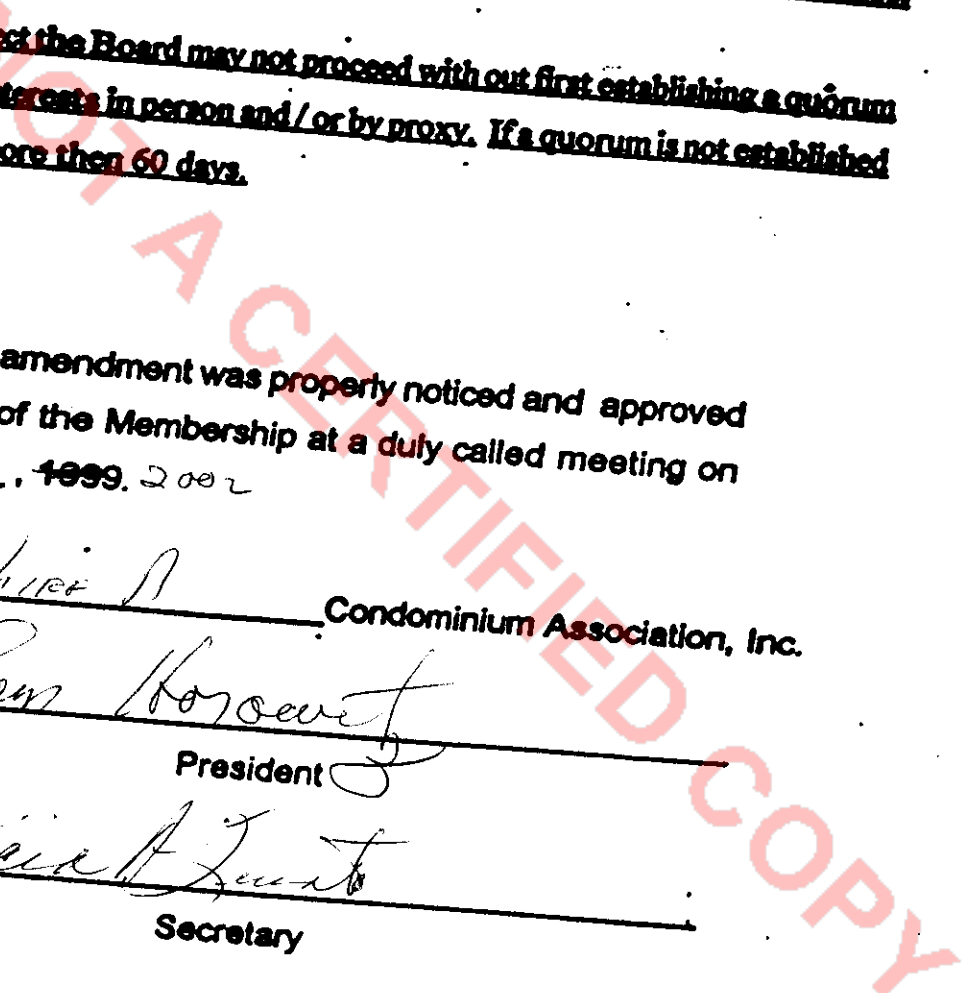 ct the Board may not proceed with out first establishing a quorum
terests in person and / or by proxy. If a quorum is not established
ore then 60 days.
NOT A CERTIFIED COPY
amendment was properly noticed and approved
of the Membership at a duly called meeting on
., 1999. 2002
Condominium Association, Inc.
Horowitz
President
A
Secretary